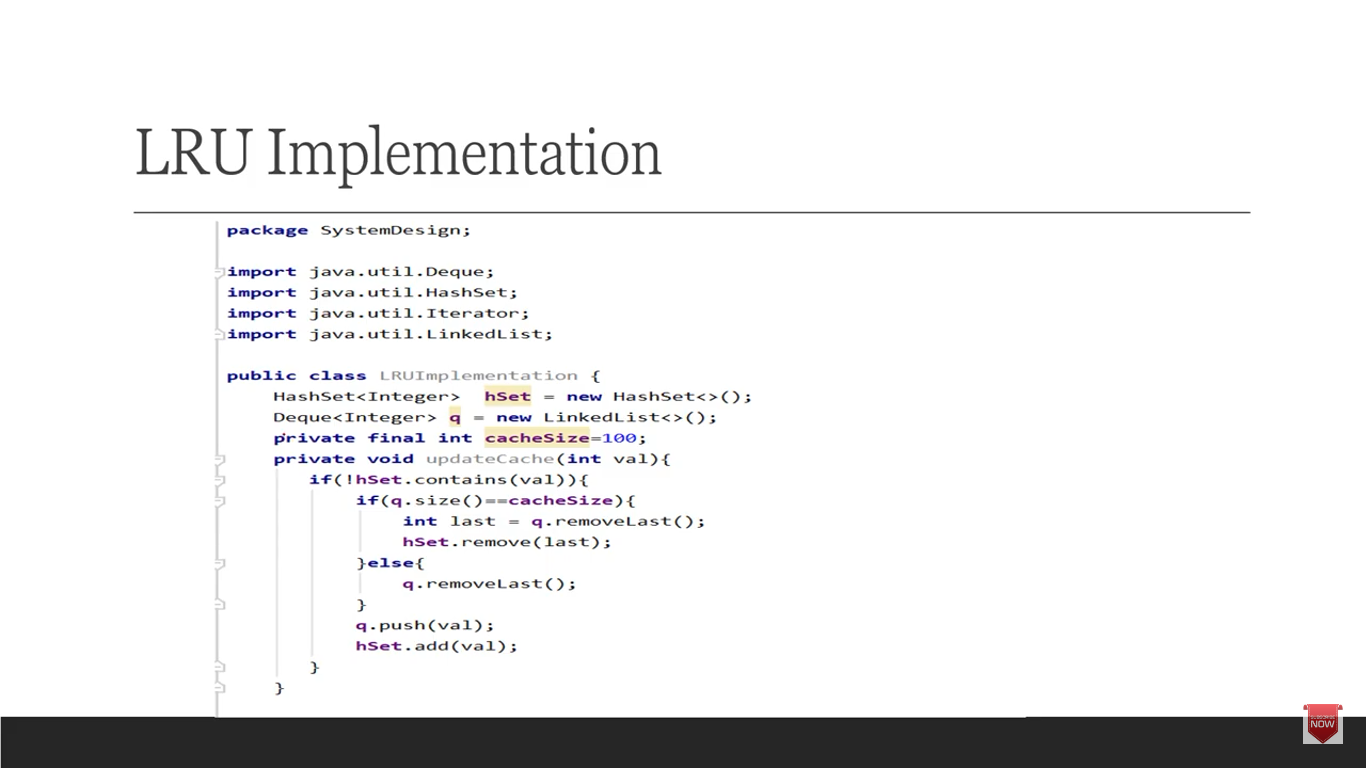 LRU Implementation
package SystemDesign;
import java.util.Deque;
import java.util.HashSet;
import java.util.Iterator;
import java.util.LinkedList;
public class LRUImplementation {
HashSet<Integer>  hSet = new HashSet<>();
Deque<Integer> q = new LinkedList<>();
private final int cacheSize=100;
private void updateCache(int val){
if(!hSet.contains(val)){
if(q.size()==cacheSize){
int last = q.removeLast();
hSet.remove(last);
}else{
q.removeLast();
}
q.push(val);
hSet.add(val);
}
}
NOW